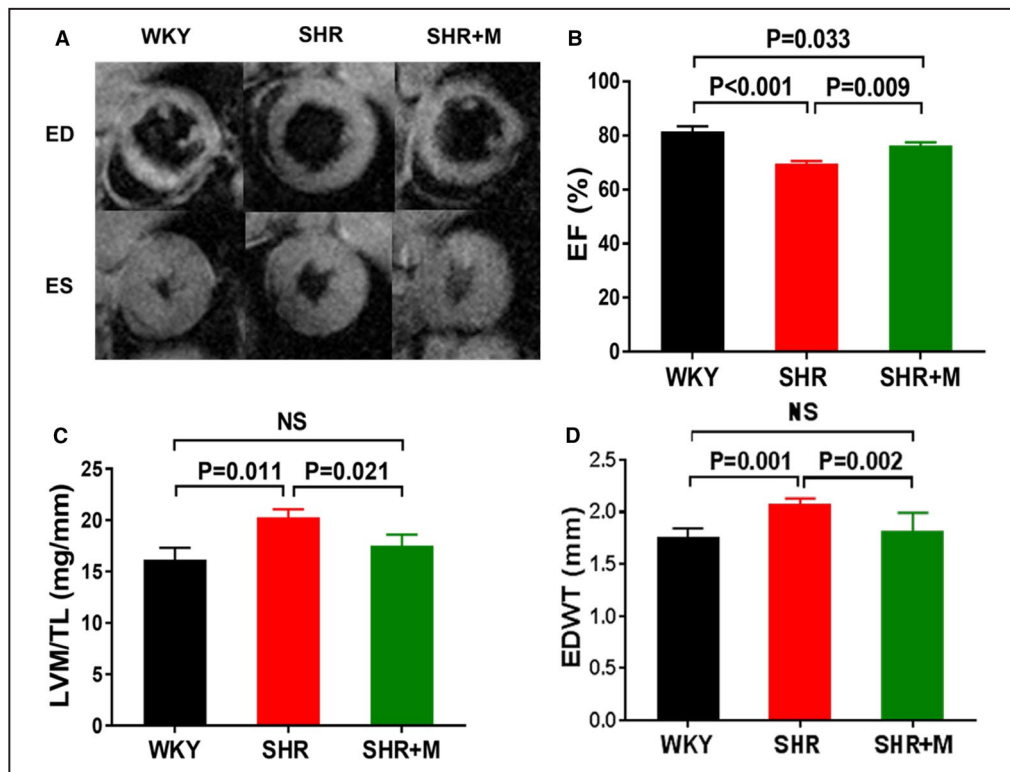 A
WKY SHR SHR+M
ED
ES
B
P=0.033
P<0.001 P=0.009
EF (%)
100
80
60
40
20
0
WKY SHR SHR+M
C
NS
P=0.011 P=0.021
LVM/TL (mg/mm)
25
20
15
10
5
0
WKY SHR SHR+M
D
NS
P=0.001 P=0.002
EDWT (mm)
2.5
2.0
1.5
1.0
0.5
0.0
WKY SHR SHR+M